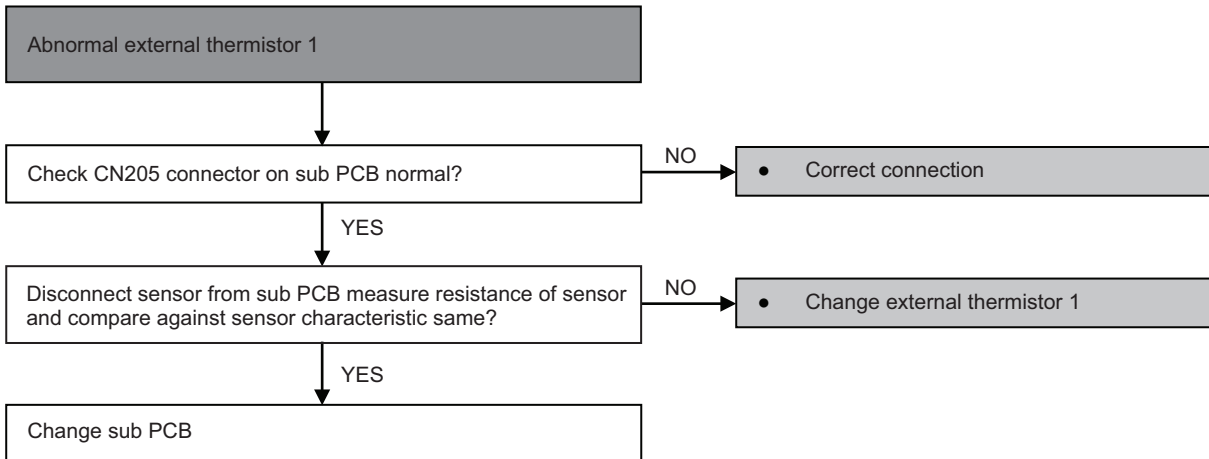 Abnormal external thermistor 1
Check CN205 connector on sub PCB normal?
NO
● Correct connection
YES
Disconnect sensor from sub PCB measure resistance of sensor
and compare against sensor characteristic same?
NO
● Change external thermistor 1
YES
Change sub PCB